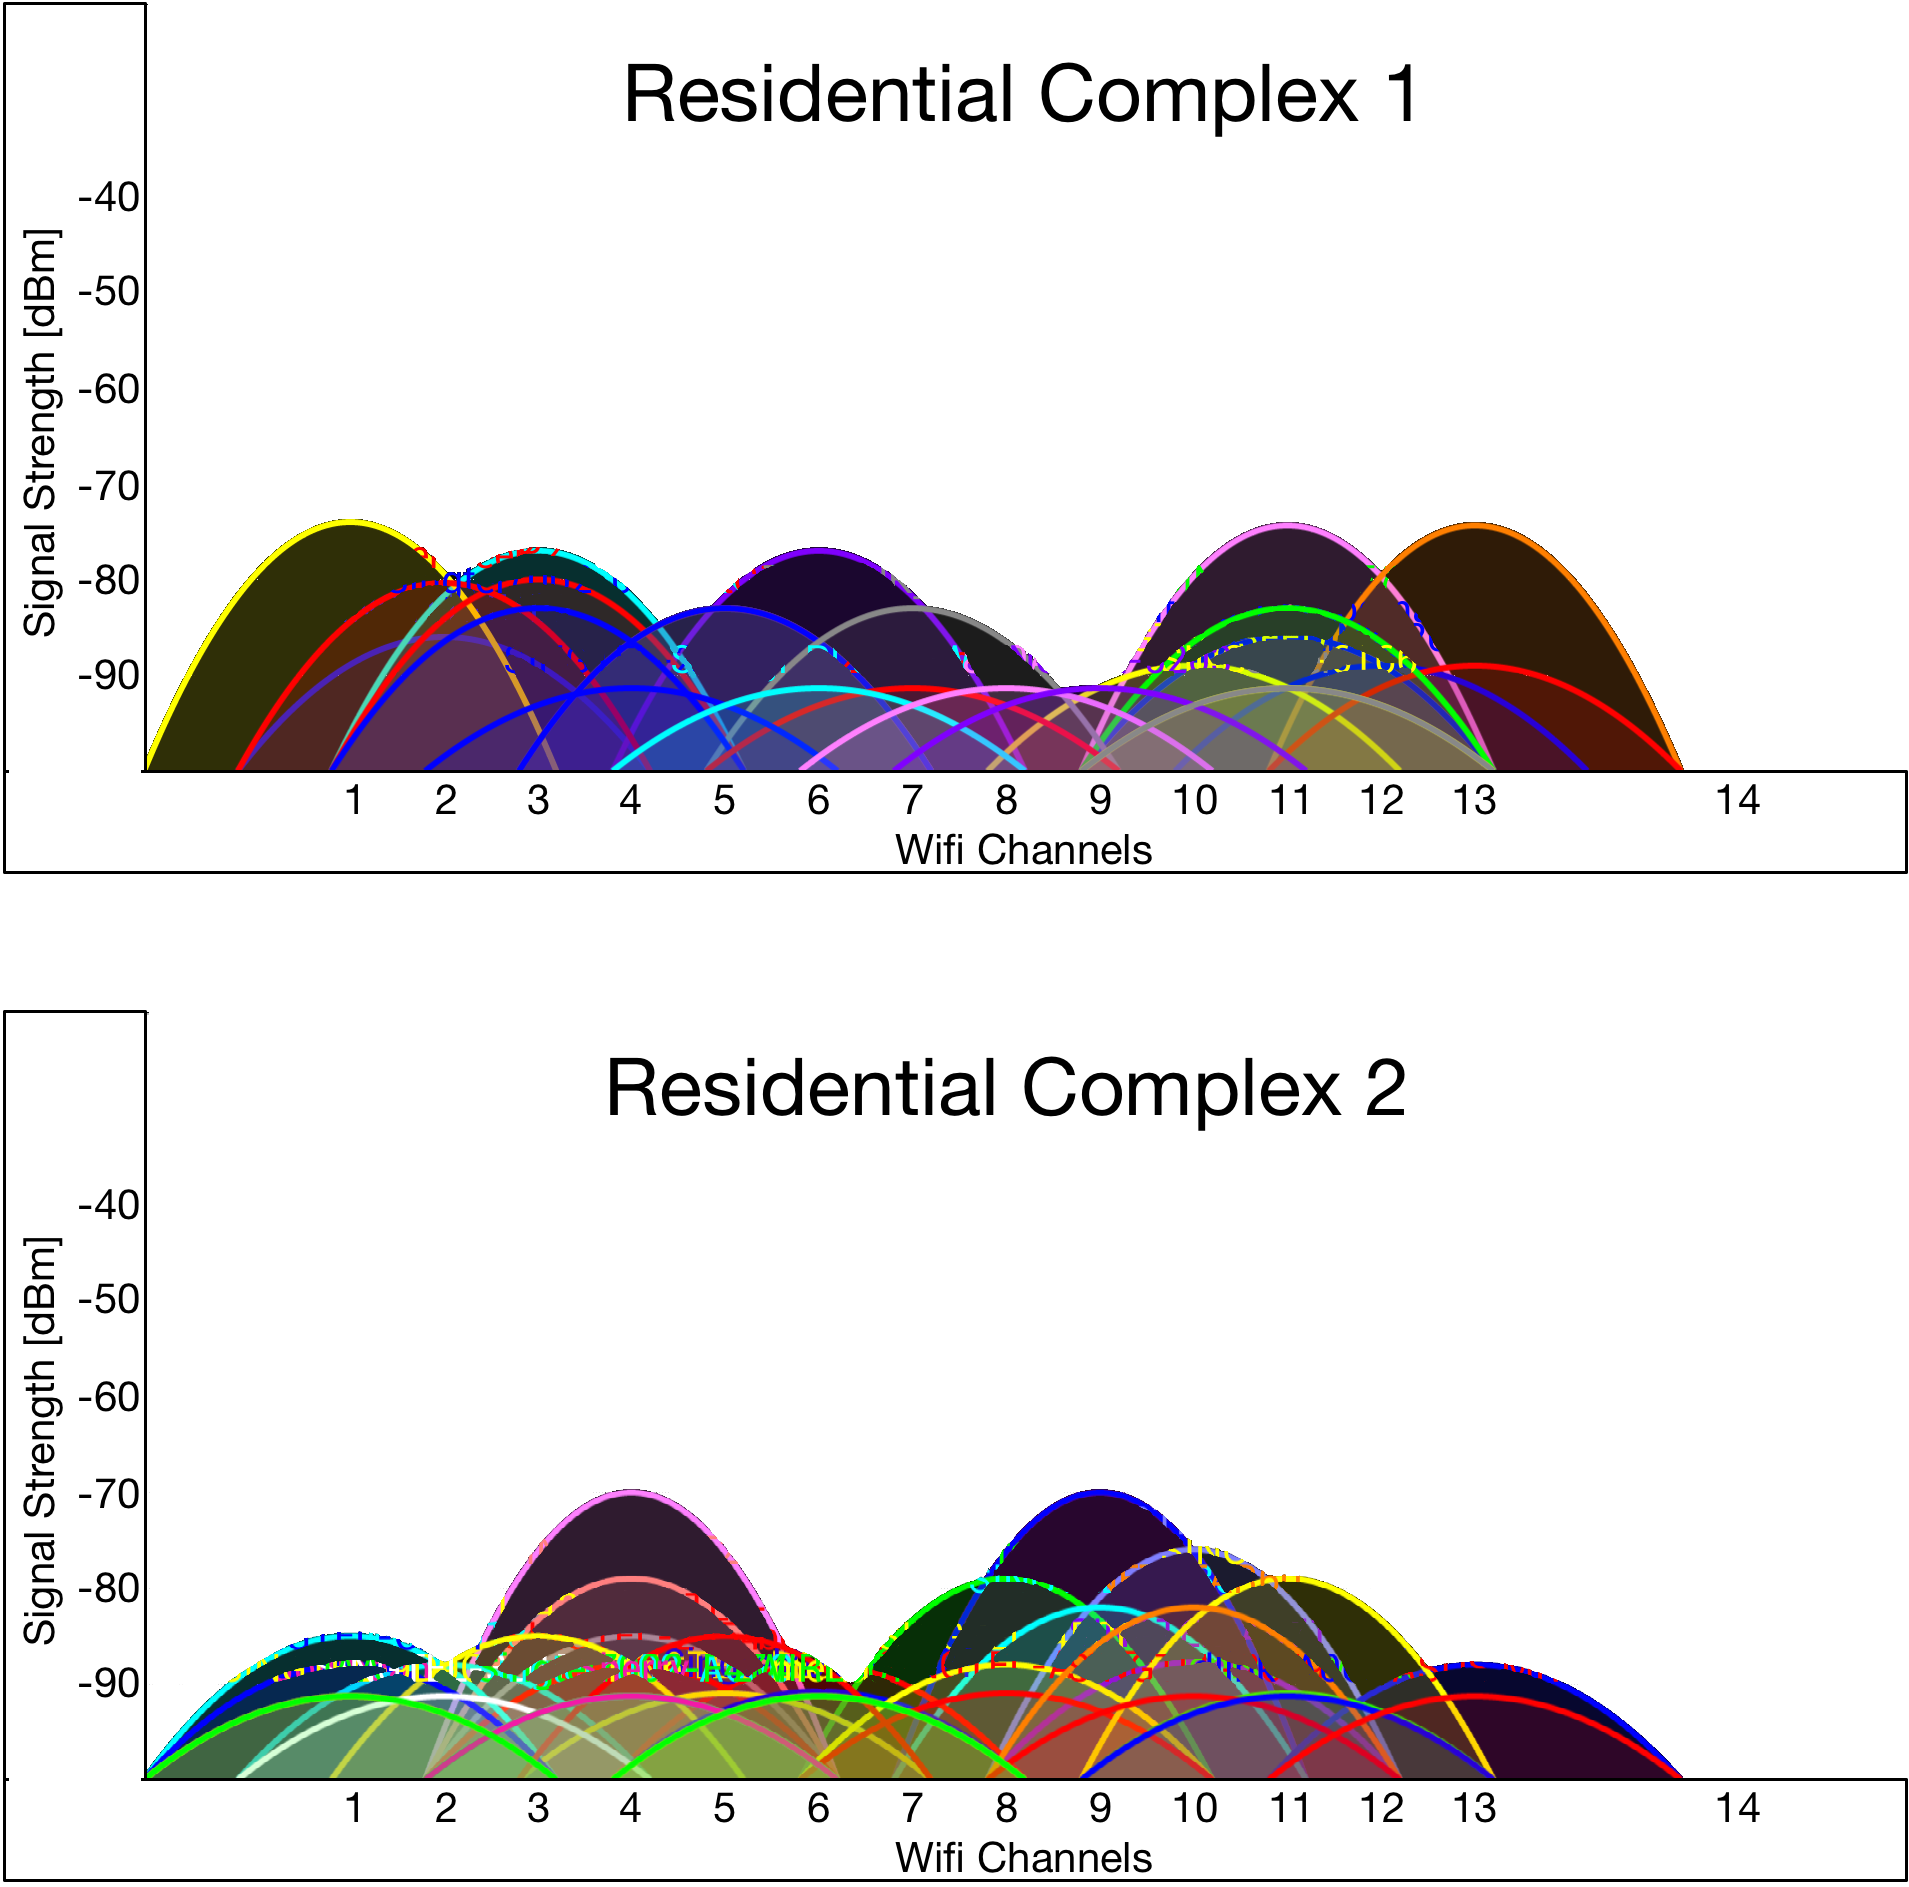 Residential Complex 1
Signal Strength [dBm]
-40
-50
-60
-70
-80
-90
1 2 3 4 5 6 7 8 9 10 11 12 13 14
Wifi Channels
Residential Complex 2
Signal Strength [dBm]
-40
-50
-60
-70
-80
-90
1 2 3 4 5 6 7 8 9 10 11 12 13 14
Wifi Channels